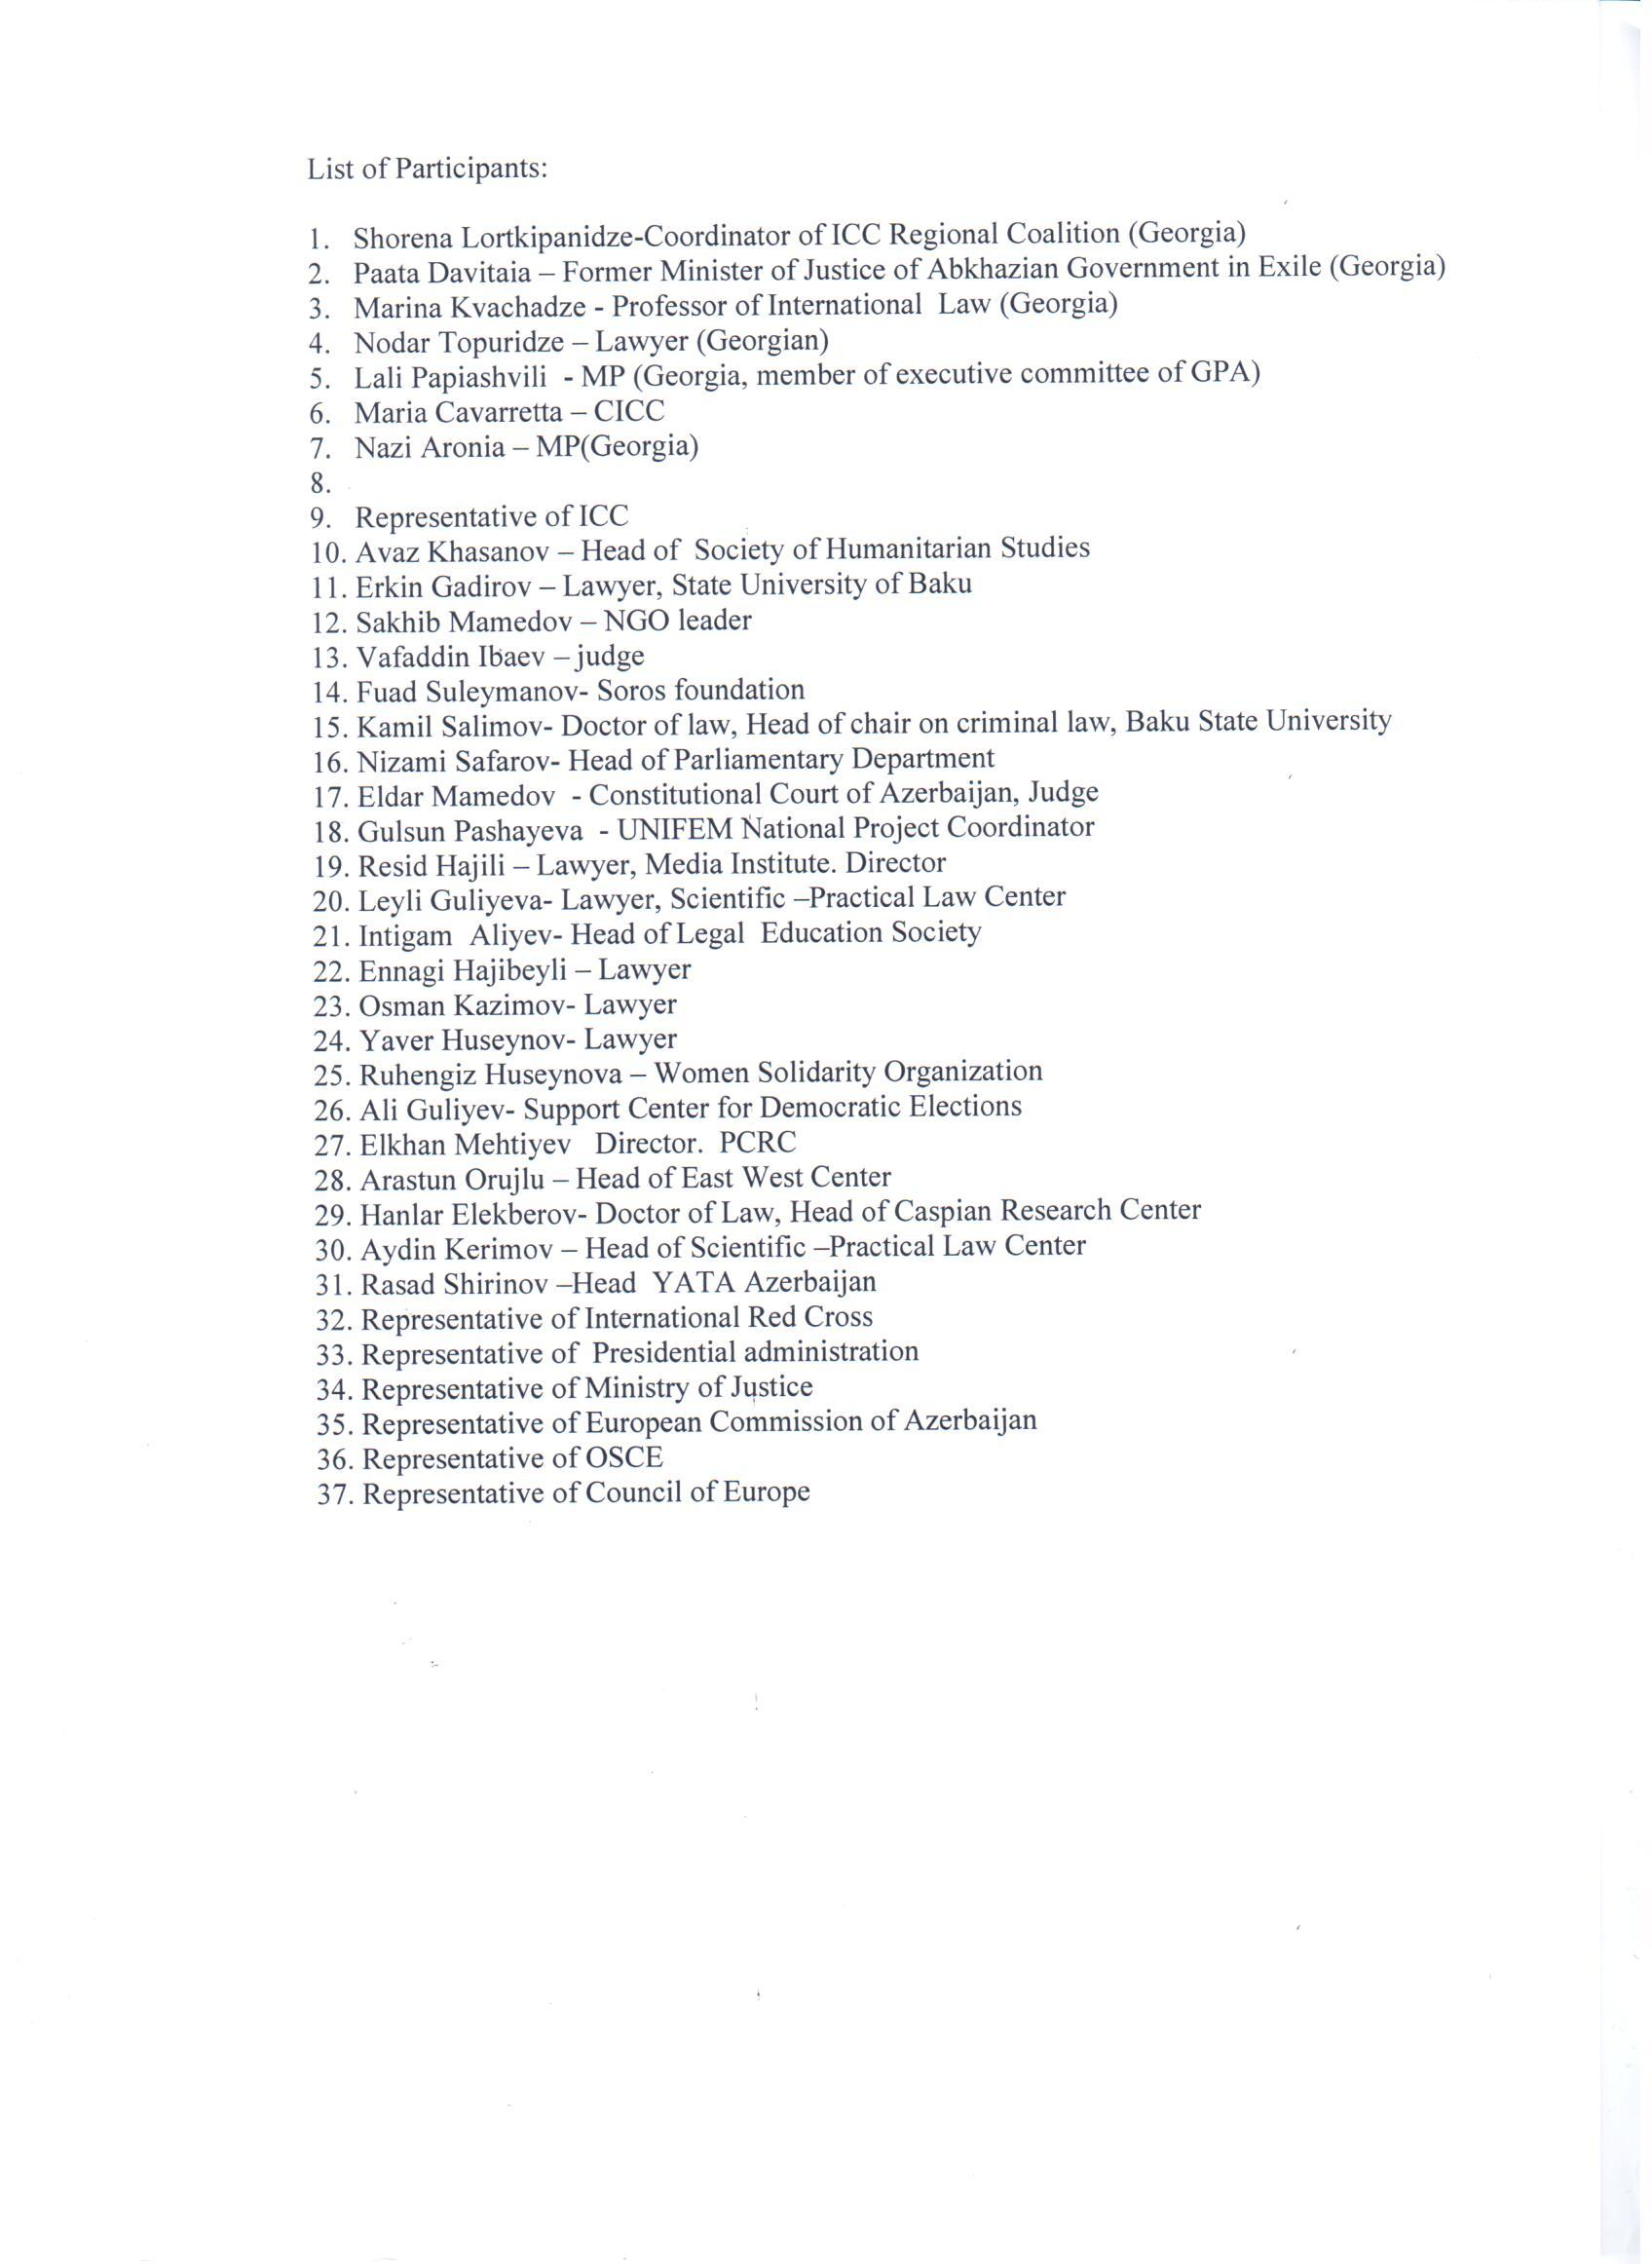 List of Participants:
1. Shorena Lortkipanidze-Coordinator of ICC Regional Coalition (Georgia)
2. Paata Davitaia – Former Minister of Justice of Abkhazian Government in Exile (Georgia)
3. Marina Kvachadze - Professor of International Law (Georgia)
4. Nodar Topuridze – Lawyer (Georgian)
5. Lali Papiashvili - MP (Georgia, member of executive committee of GPA)
6. Maria Cavarretta – CICC
7. Nazi Aronia – MP(Georgia)
8.
9. Representative of ICC
10. Avaz Khasanov – Head of Society of Humanitarian Studies
11. Erkin Gadirov – Lawyer, State University of Baku
12. Sakhib Mamedov – NGO leader
13. Vafaddin Ibaev – judge
14. Fuad Suleymanov- Soros foundation
15. Kamil Salimov- Doctor of law, Head of chair on criminal law, Baku State University
16. Nizami Safarov- Head of Parliamentary Department
17. Eldar Mamedov - Constitutional Court of Azerbaijan, Judge
18. Gulsun Pashayeva - UNIFEM National Project Coordinator
19. Resid Hajili – Lawyer, Media Institute. Director
20. Leyli Guliyeva- Lawyer, Scientific –Practical Law Center
21. Intigam Aliyev- Head of Legal Education Society
22. Ennagi Hajibeyli – Lawyer
23. Osman Kazimov- Lawyer
24. Yaver Huseynov- Lawyer
25. Ruhengiz Huseynova – Women Solidarity Organization
26. Ali Guliyev- Support Center for Democratic Elections
27. Elkhan Mehtiyev Director. PCRC
28. Arastun Orujlu – Head of East West Center
29. Hanlar Elekberov- Doctor of Law, Head of Caspian Research Center
30. Aydin Kerimov – Head of Scientific –Practical Law Center
31. Rasad Shirinov –Head YATA Azerbaijan
32. Representative of International Red Cross
33. Representative of Presidential administration
34. Representative of Ministry of Justice
35. Representative of European Commission of Azerbaijan
36. Representative of OSCE
37. Representative of Council of Europe